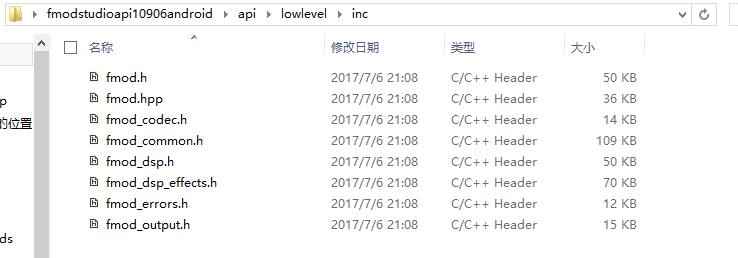 fmodstudioapi10906android › api › lowlevel › inc
名称 修改日期 类型 大小
fmod.h 2017/7/6 21:08 C/C++ Header 50 KB
fmod.hpp 2017/7/6 21:08 C/C++ Header 36 KB
p
fmod_codec.h 2017/7/6 21:08 C/C++ Header 14 KB
的位置
fmod_common.h 2017/7/6 21:08 C/C++ Header 109 KB
fmod_dsp.h 2017/7/6 21:08 C/C++ Header 50 KB
fmod_dsp_effects.h 2017/7/6 21:08 C/C++ Header 70 KB
fmod_errors.h 2017/7/6 21:08 C/C++ Header 12 KB
fmod_output.h 2017/7/6 21:08 C/C++ Header 15 KB
ds